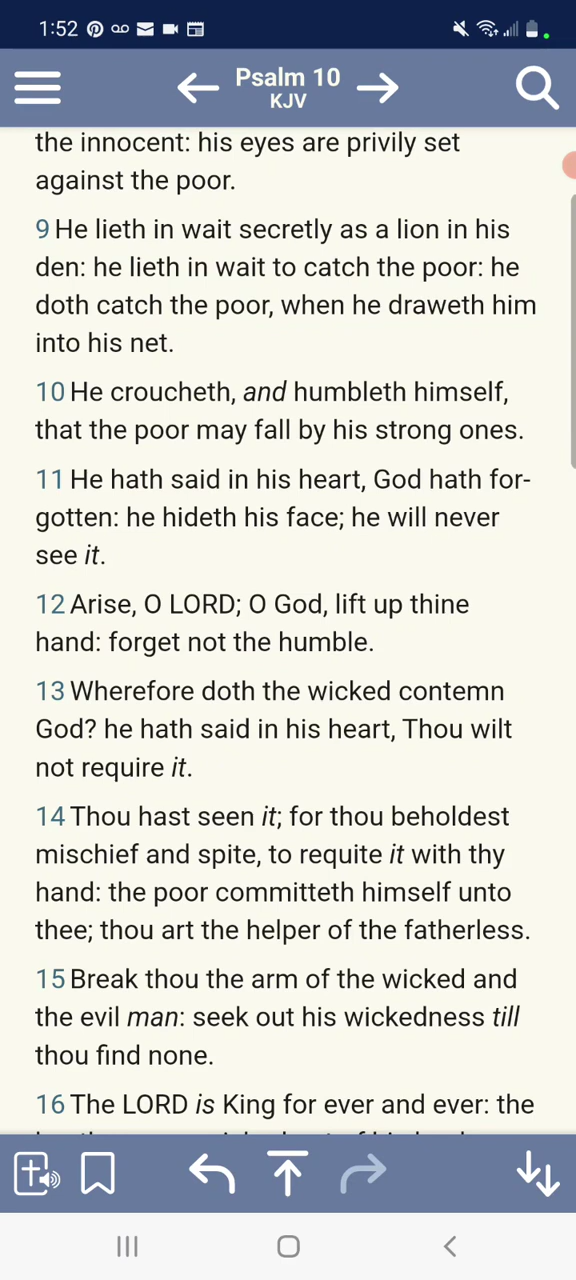 1:52
Psalm 10
KJV
the innocent: his eyes are privily set
against the poor.
9 He lieth in wait secretly as a lion in his
den: he lieth in wait to catch the poor: he
doth catch the poor, when he draweth him
into his net.
10 He croucheth, and humbleth himself,
that the poor may fall by his strong ones.
11 He hath said in his heart, God hath for-
gotten: he hideth his face; he will never
see it.
12 Arise, O LORD; O God, lift up thine
hand: forget not the humble.
13 Wherefore doth the wicked contemn
God? he hath said in his heart, Thou wilt
not require it.
14 Thou hast seen it; for thou beholdest
mischief and spite, to requite it with thy
hand: the poor committeth himself unto
thee; thou art the helper of the fatherless.
15 Break thou the arm of the wicked and
the evil man: seek out his wickedness till
thou find none.
16 The LORD is King for ever and ever: the